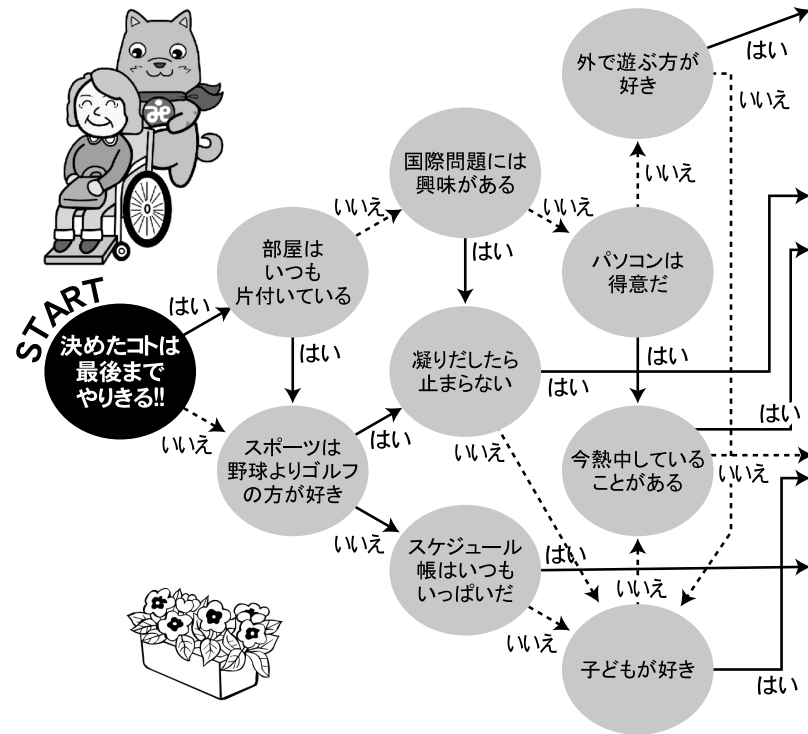 START
決めたコトは
最後まで
やりきる!!
はい
いいえ
部屋は
いつも
片付いている
いいえ
はい
スポーツは
野球よりゴルフ
の方が好き
はい
いいえ
国際問題には
興味がある
いいえ
はい
凝りだしたら
止まらない
はい
いいえ
スケジュール
帳はいつも
いっぱいだ
はい
いいえ
外で遊ぶ方が
好き
はい
いいえ
パソコンは
得意だ
いいえ
はい
今熱中している
ことがある
はい
いいえ
子どもが好き
いいえ
はい